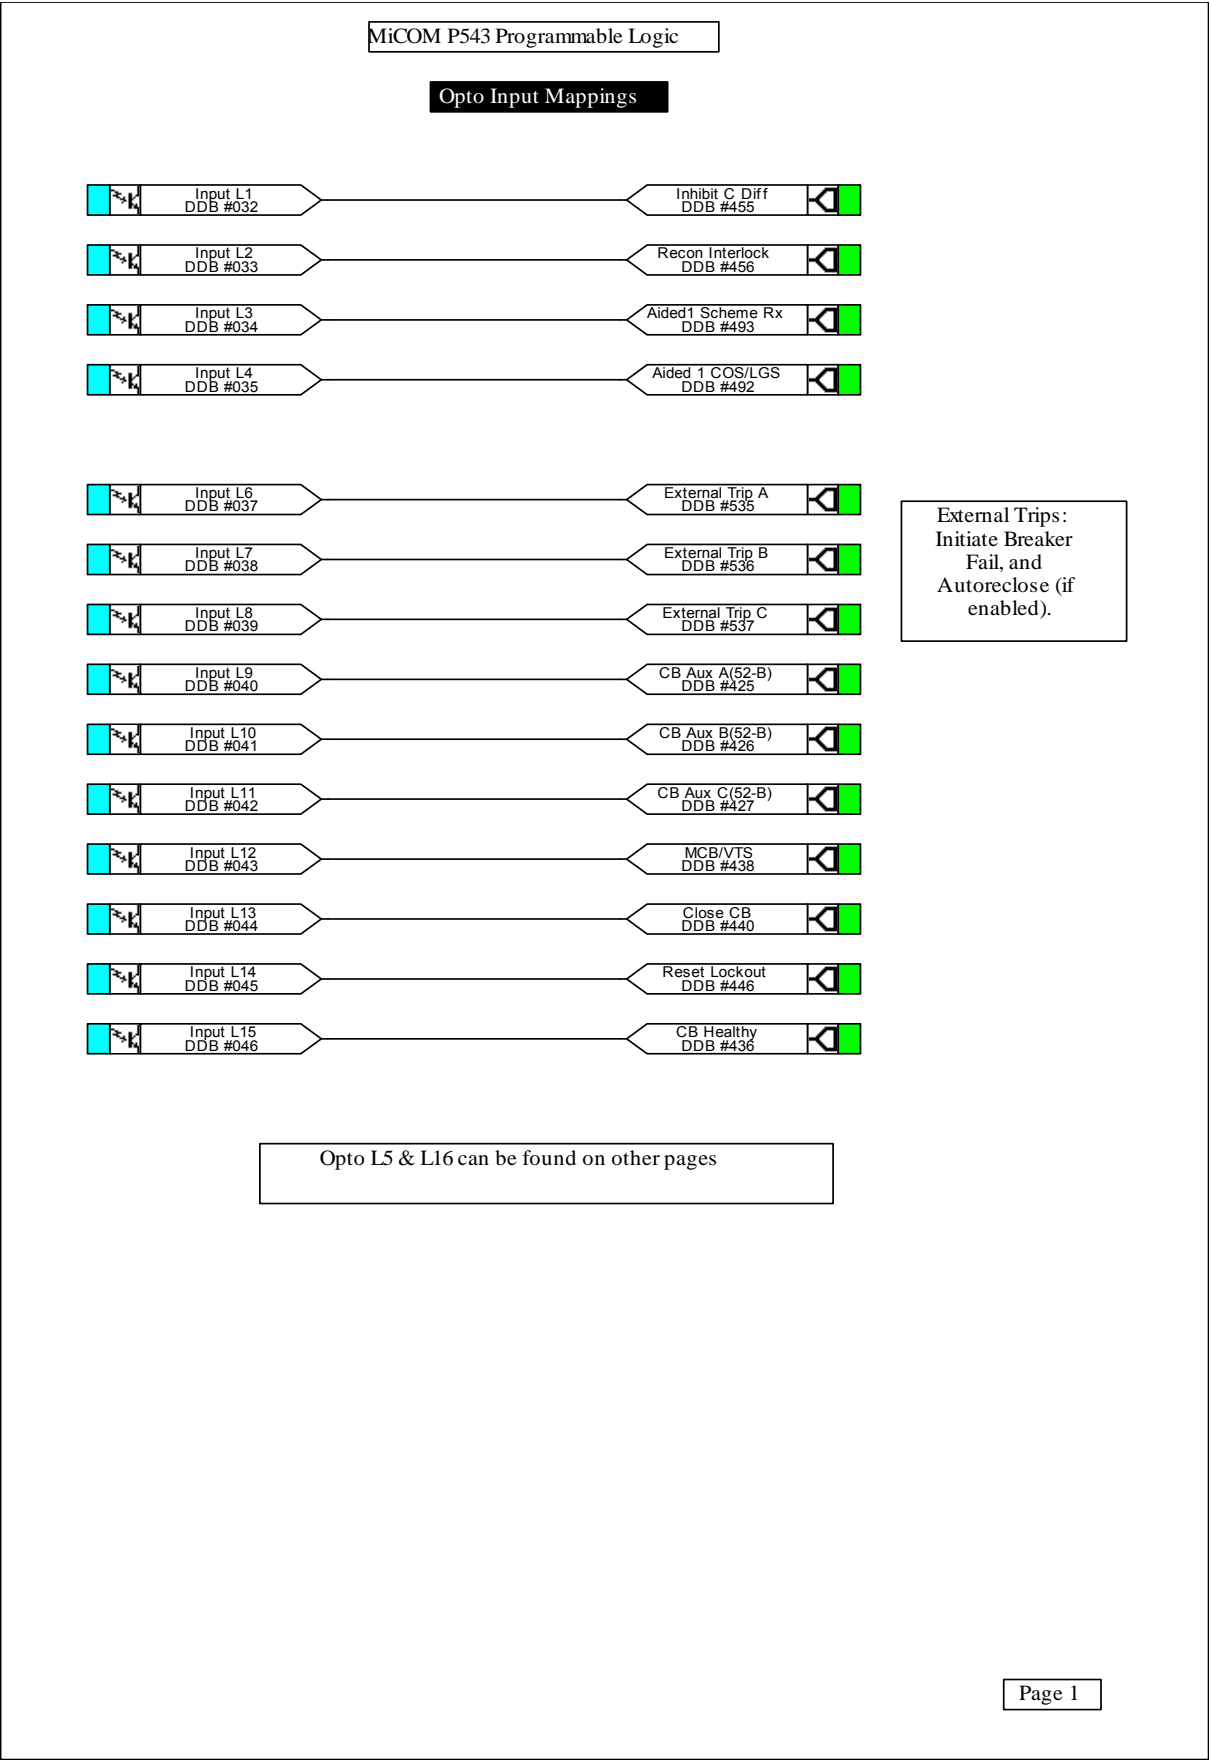 MiCOM P543 Programmable Logic
Opto Input Mappings
Input L1
DDB #032
Inhibit C Diff
DDB #455
Input L2
DDB #033
Recon Interlock
DDB #456
Input L3
DDB #034
Aided1 Scheme Rx
DDB #493
Input L4
DDB #035
Aided 1 COS/LGS
DDB #492
Input L6
DDB #037
External Trip A
DDB #535
Input L7
DDB #038
External Trip B
DDB #536
Input L8
DDB #039
External Trip C
DDB #537
External Trips:
Initiate Breaker
Fail, and
Autoreclose (if
enabled).
Input L9
DDB #040
CB Aux A(52-B)
DDB #425
Input L10
DDB #041
CB Aux B(52-B)
DDB #426
Input L11
DDB #042
CB Aux C(52-B)
DDB #427
Input L12
DDB #043
MCB/VTS
DDB #438
Input L13
DDB #044
Close CB
DDB #440
Input L14
DDB #045
Reset Lockout
DDB #446
Input L15
DDB #046
CB Healthy
DDB #436
Opto L5 & L16 can be found on other pages
Page 1